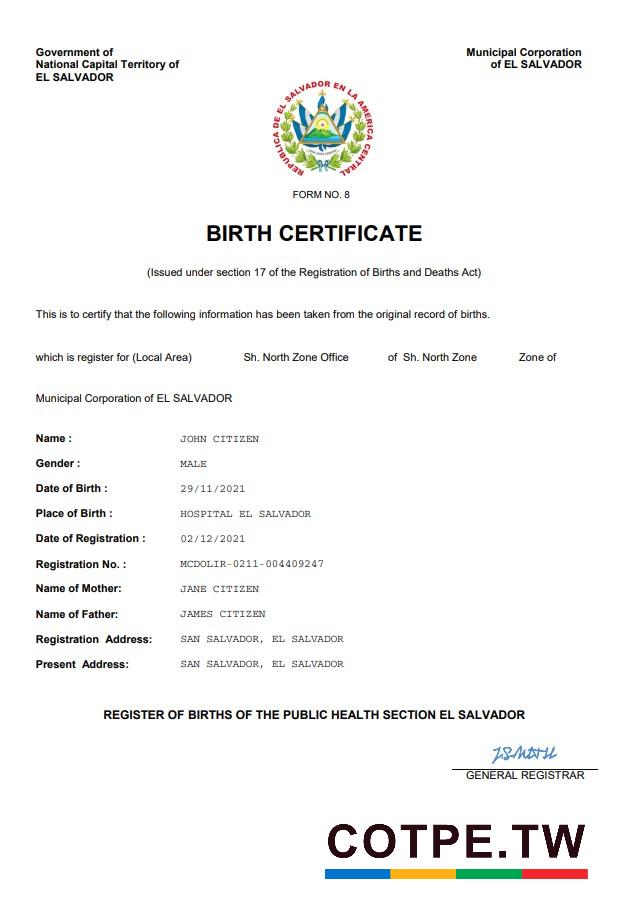 Government of
National Capital Territory of
EL SALVADOR
Municipal Corporation
of EL SALVADOR
REPUBLICA DE EL SALVADOR EN LA AMERICA CENTRAL
FORM NO. 8
BIRTH CERTIFICATE
(Issued under section 17 of the Registration of Births and Deaths Act)
This is to certify that the following information has been taken from the original record of births.
which is register for (Local Area) Sh. North Zone Office of Sh. North Zone Zone of
Municipal Corporation of EL SALVADOR
Name : JOHN CITIZEN
Gender : MALE
Date of Birth : 29/11/2021
Place of Birth : HOSPITAL EL SALVADOR
Date of Registration : 02/12/2021
Registration No. : MCDOLIR-0211-004409247
Name of Mother: JANE CITIZEN
Name of Father: JAMES CITIZEN
Registration Address: SAN SALVADOR, EL SALVADOR
Present Address: SAN SALVADOR, EL SALVADOR
REGISTER OF BIRTHS OF THE PUBLIC HEALTH SECTION EL SALVADOR
GENERAL REGISTRAR
COTPE.TW